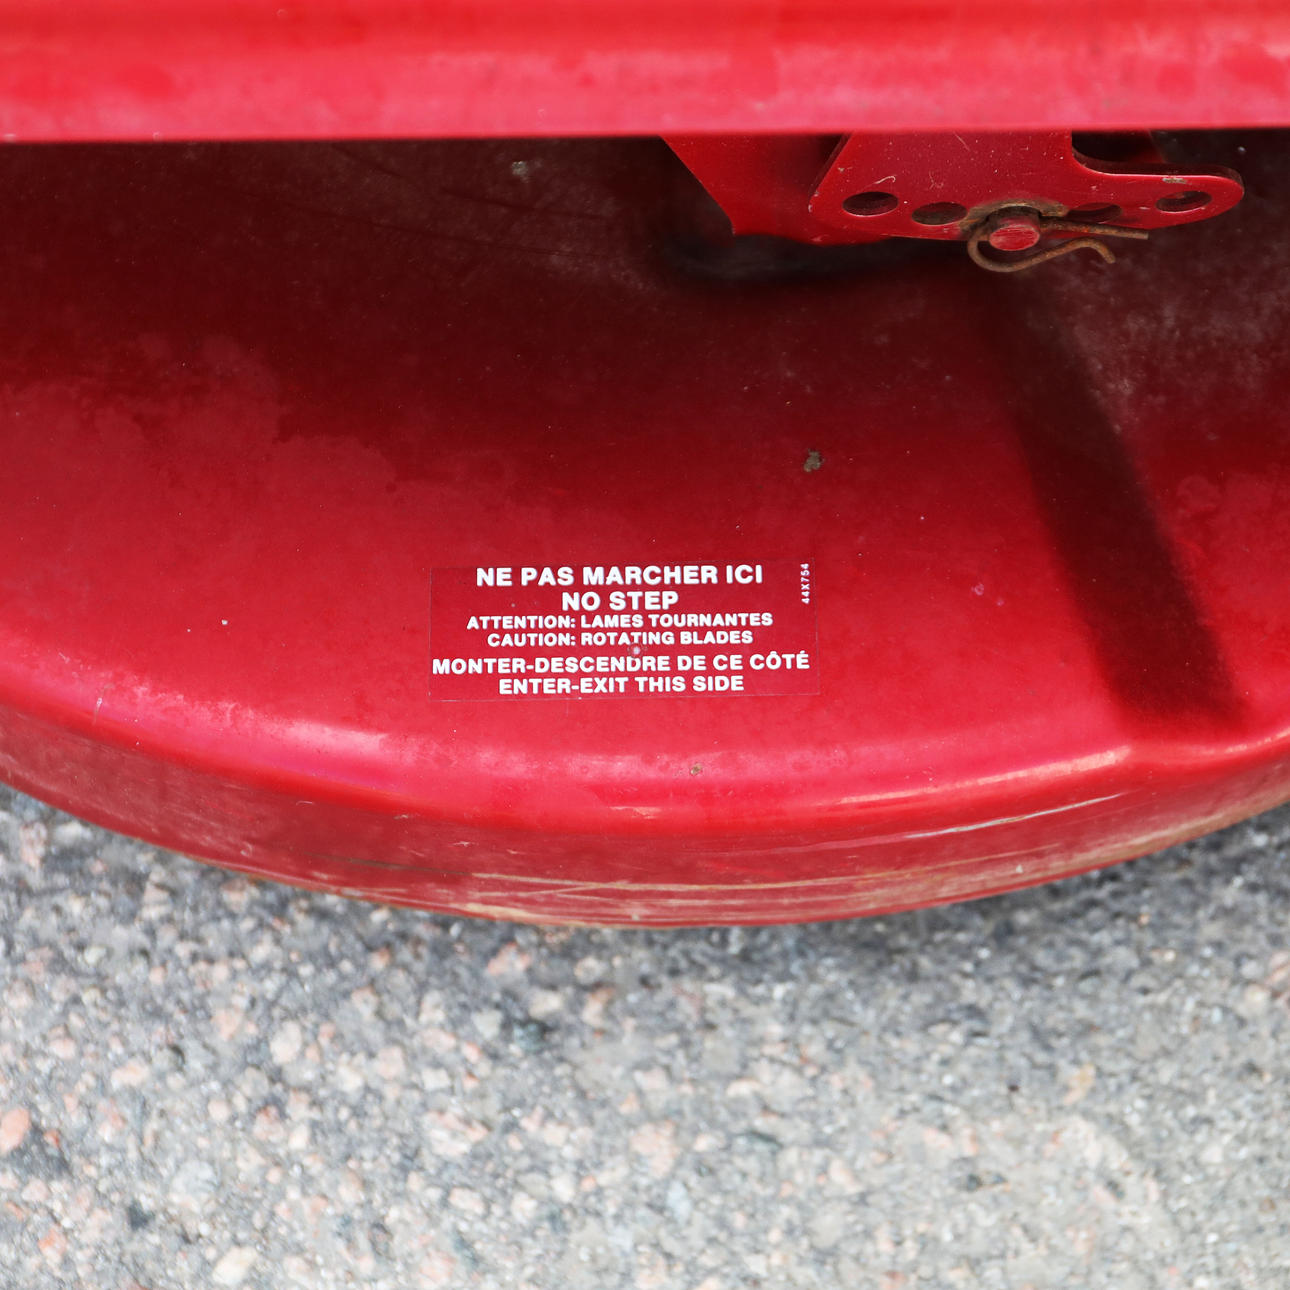 NE PAS MARCHER ICI
NO STEP
ATTENTION: LAMES TOURNANTES
CAUTION: ROTATING BLADES
MONTER-DESCENDRE DE CE CÔTÉ
ENTER-EXIT THIS SIDE
44X754